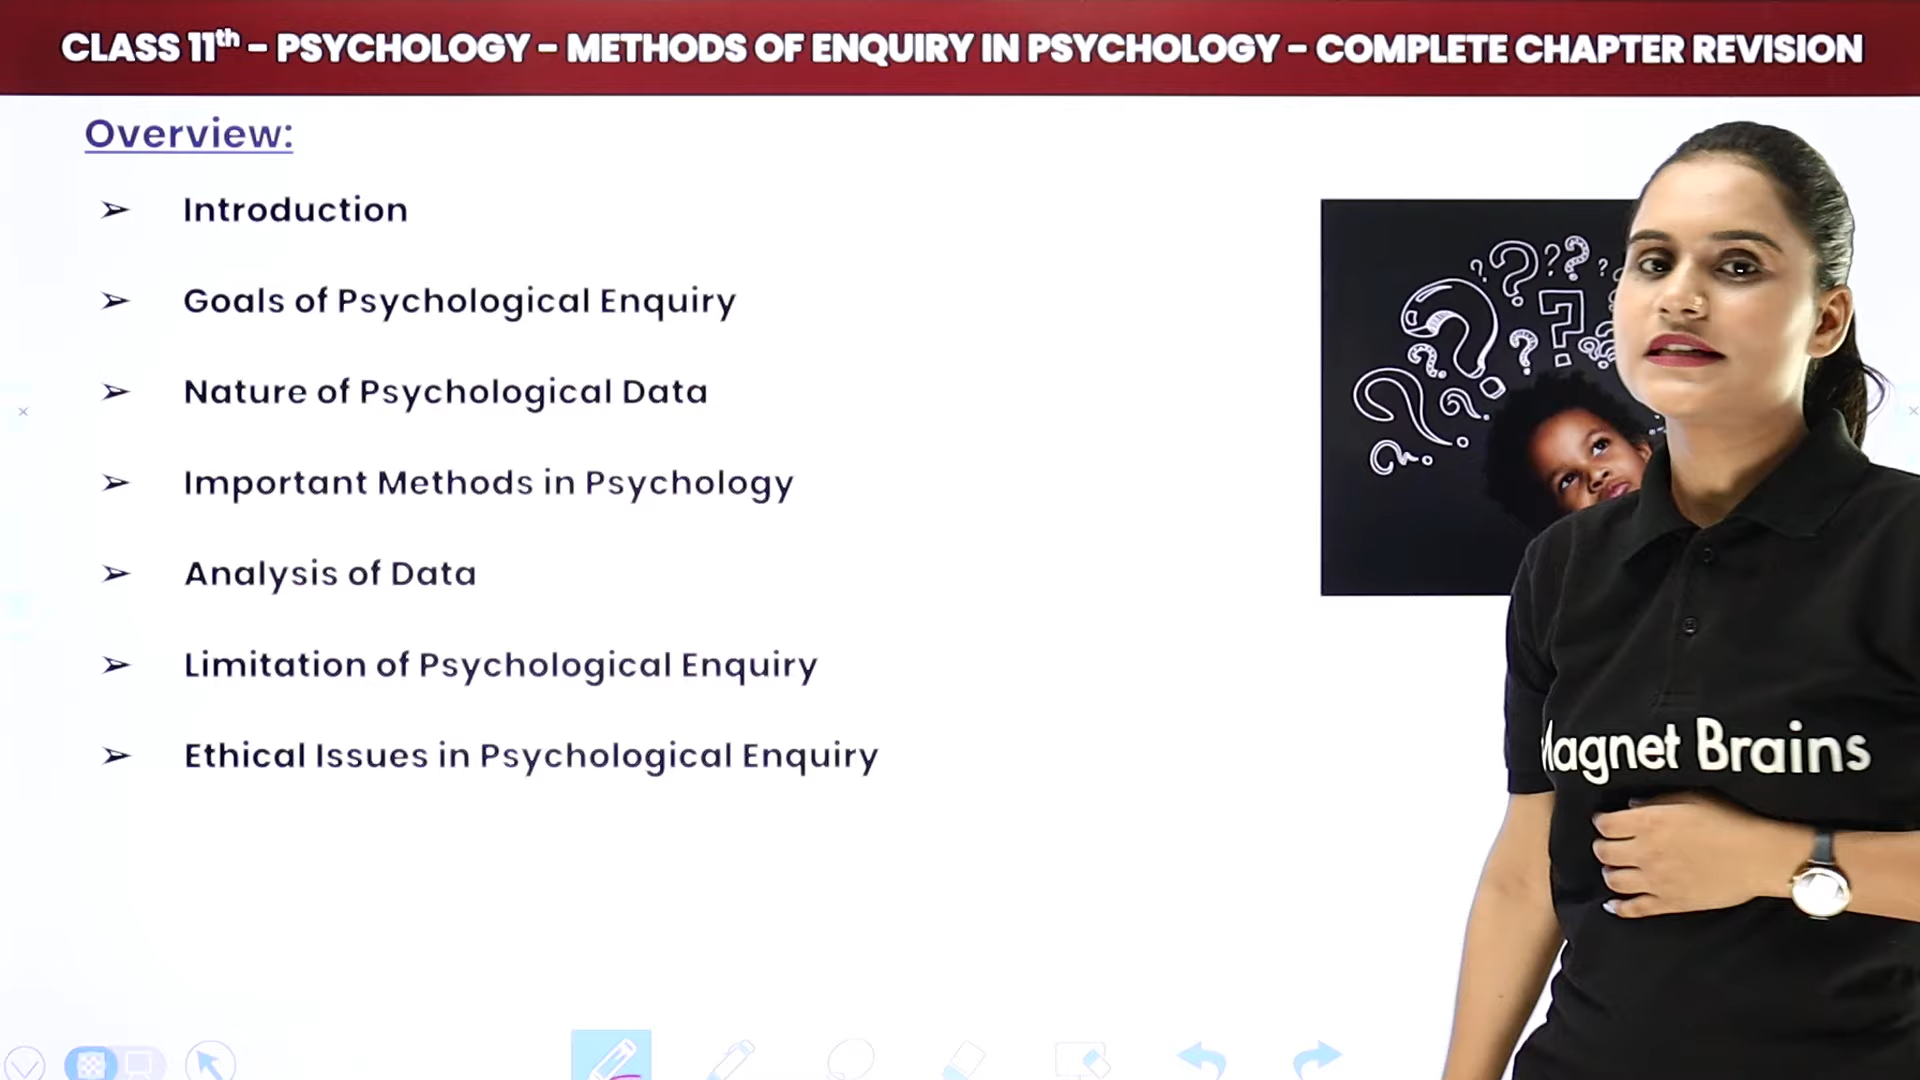 CLASS 11th – PSYCHOLOGY – METHODS OF ENQUIRY IN PSYCHOLOGY – COMPLETE CHAPTER REVISION
Overview:
➢ Introduction
➢ Goals of Psychological Enquiry
➢ Nature of Psychological Data
➢ Important Methods in Psychology
➢ Analysis of Data
➢ Limitation of Psychological Enquiry
➢ Ethical Issues in Psychological Enquiry
Magnet Brains